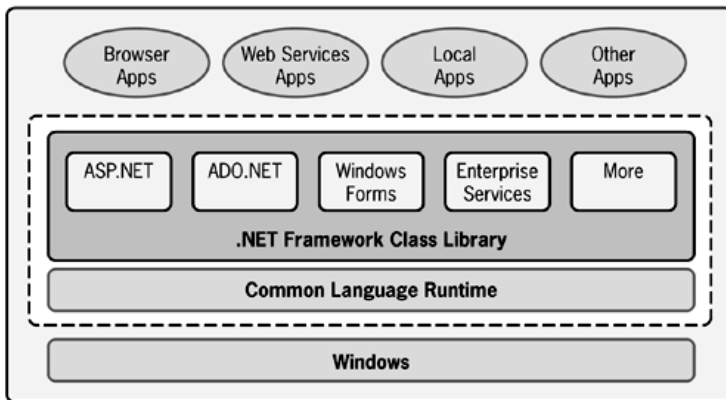 Browser Apps
Web Services Apps
Local Apps
Other Apps
ASP.NET
ADO.NET
Windows Forms
Enterprise Services
More
.NET Framework Class Library
Common Language Runtime
Windows